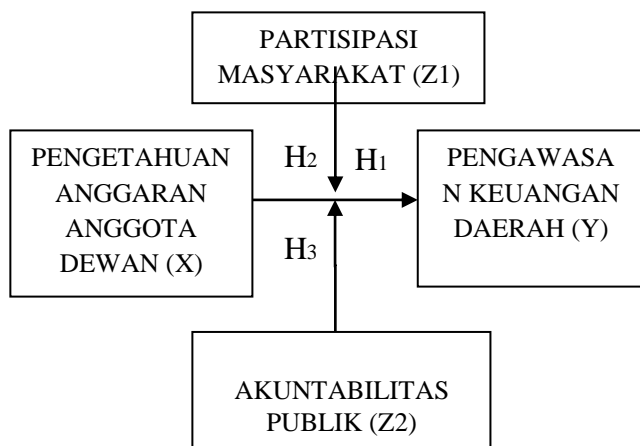 PARTISIPASI
MASYARAKAT (Z1)
PENGETAHUAN
ANGGARAN
ANGGOTA
DEWAN (X)
H2
H1
PENGAWASA
N KEUANGAN
DAERAH (Y)
H3
AKUNTABILITAS
PUBLIK (Z2)